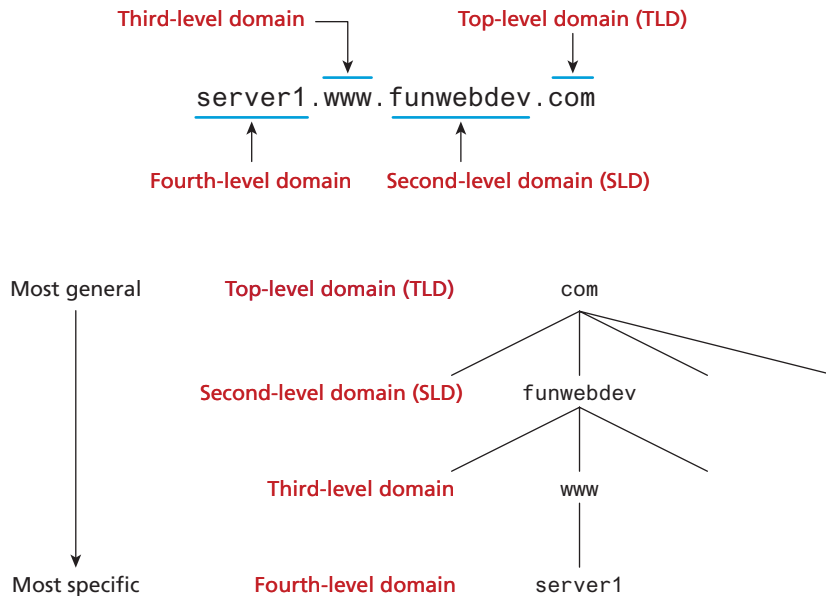 Third-level domain Top-level domain (TLD)
server1.www.funwebdev.com
Fourth-level domain Second-level domain (SLD)
Most general Top-level domain (TLD) com
Second-level domain (SLD) funwebdev
Third-level domain www
Most specific Fourth-level domain server1